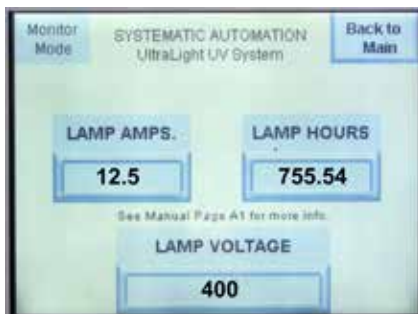 Monitor Mode
SYSTEMATIC AUTOMATION
UltraLight UV System
Back to Main
LAMP AMPS.
LAMP HOURS
12.5
755.54
See Manual Page A1 for more info.
LAMP VOLTAGE
400